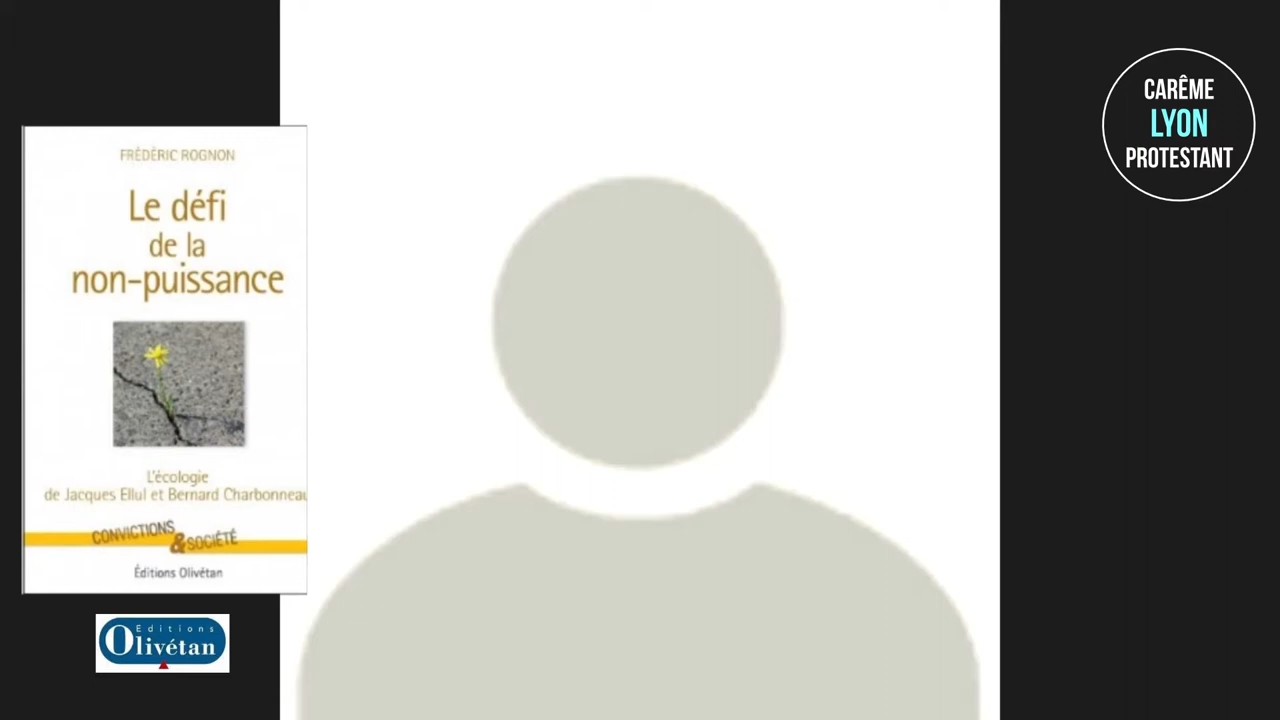 FRÉDÉRIC ROGNON
Le défi
de la
non-puissance
L'écologie
de Jacques Ellul et Bernard Charbonneau
CONVICTIONS
& SOCIÉTÉ
Éditions Olivétan
Editions
Olivétan
CARÊME
LYON
PROTESTANT